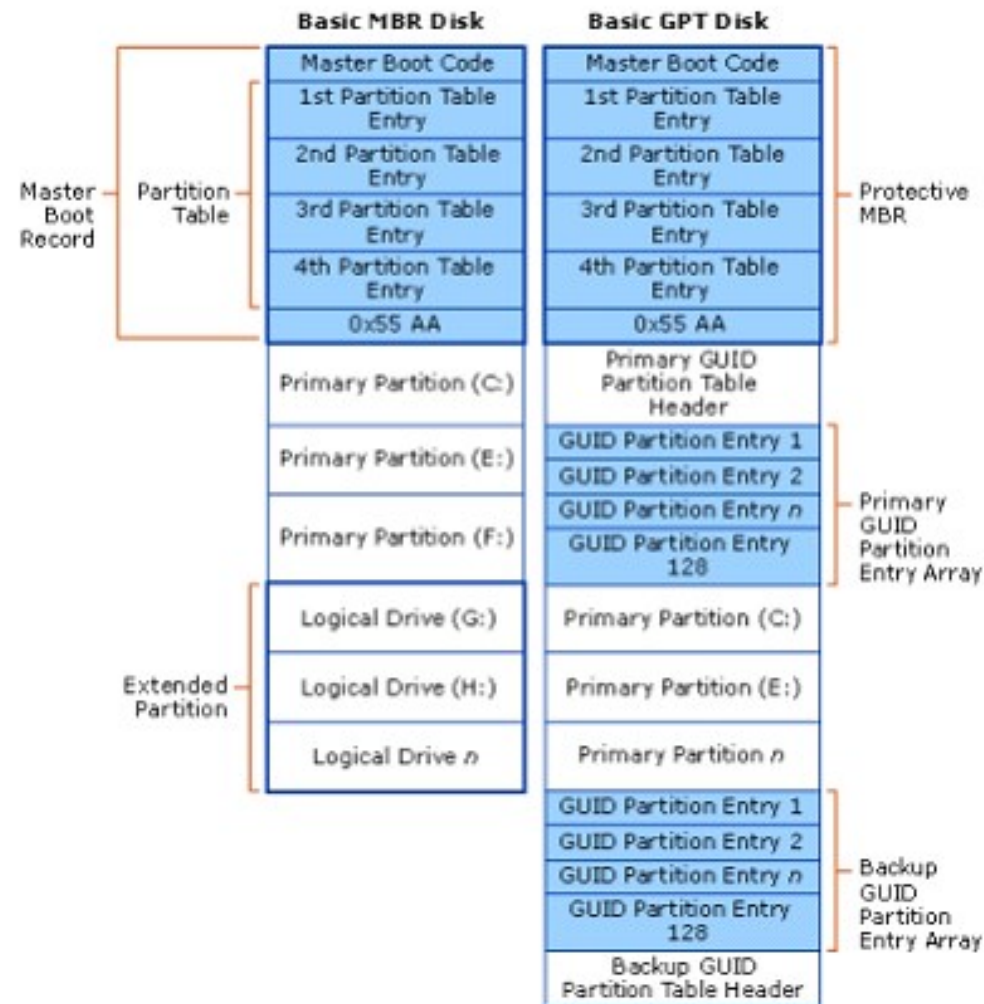 Basic MBR Disk
Master Boot Code
1st Partition Table
Entry
2nd Partition Table
Entry
3rd Partition Table
Entry
4th Partition Table
Entry
0x55 AA
Primary Partition (C:)
Primary Partition (E:)
Primary Partition (F:)
Logical Drive (G:)
Logical Drive (H:)
Logical Drive n
Master
Boot
Record
Partition
Table
Extended
Partition
Basic GPT Disk
Master Boot Code
1st Partition Table
Entry
2nd Partition Table
Entry
3rd Partition Table
Entry
4th Partition Table
Entry
0x55 AA
Primary GUID
Partition Table
Header
GUID Partition Entry 1
GUID Partition Entry 2
GUID Partition Entry n
GUID Partition Entry
128
Primary Partition (C:)
Primary Partition (E:)
Primary Partition n
GUID Partition Entry 1
GUID Partition Entry 2
GUID Partition Entry n
GUID Partition Entry
128
Backup GUID
Partition Table Header
Protective
MBR
Primary
GUID
Partition
Entry Array
Backup
GUID
Partition
Entry Array